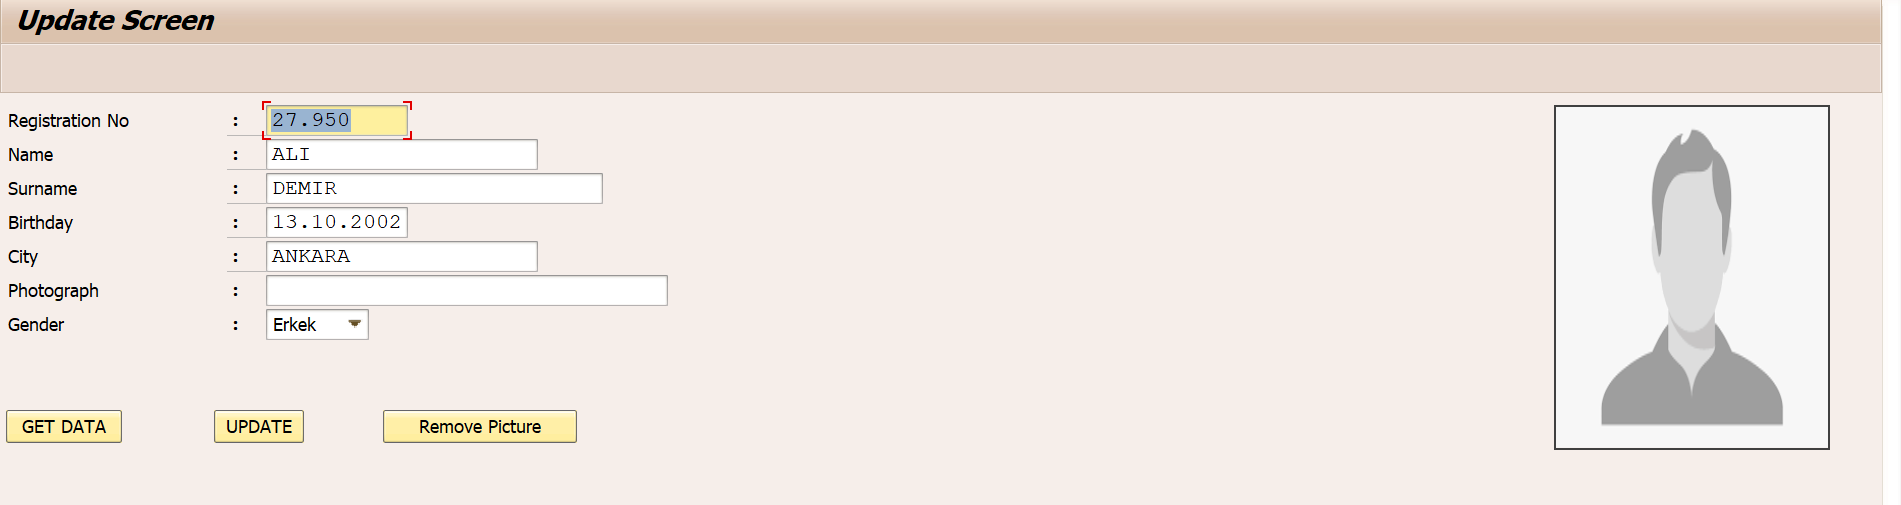 Update Screen
Registration No : 27.950
Name : ALI
Surname : DEMIR
Birthday : 13.10.2002
City : ANKARA
Photograph :
Gender : Erkek
GET DATA UPDATE Remove Picture